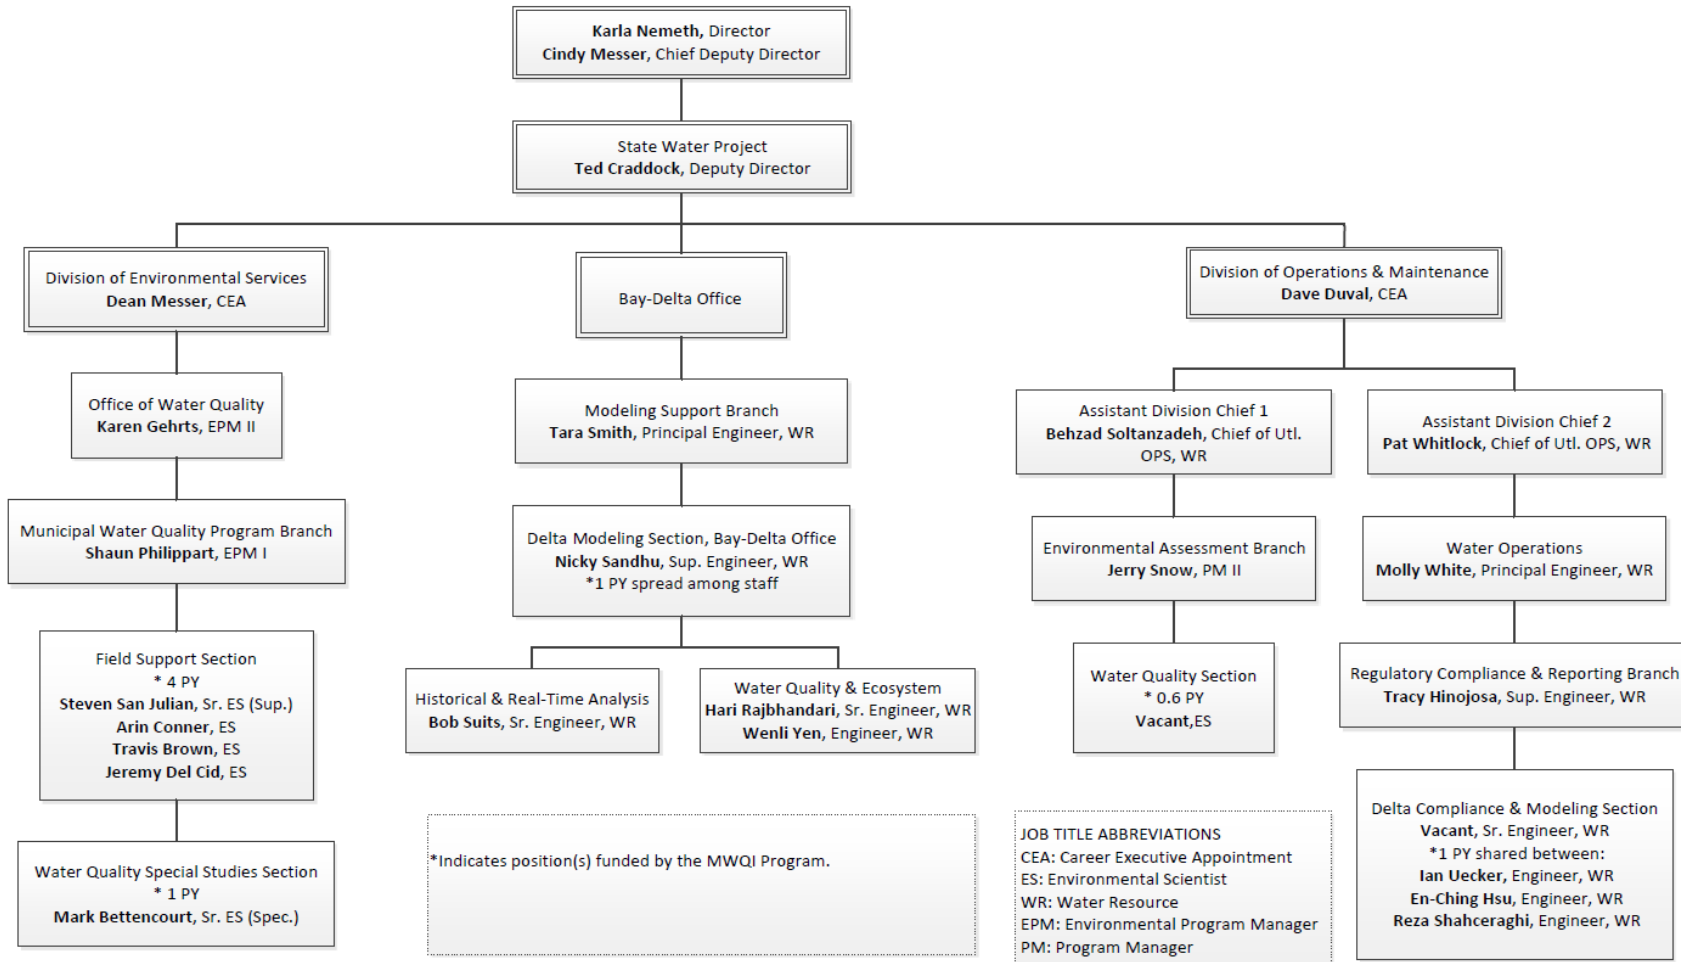 Karla Nemeth, Director
Cindy Messer, Chief Deputy Director
State Water Project
Ted Craddock, Deputy Director
Division of Environmental Services
Dean Messer, CEA
Bay-Delta Office
Division of Operations & Maintenance
Dave Duval, CEA
Office of Water Quality
Karen Gehrts, EPM II
Modeling Support Branch
Tara Smith, Principal Engineer, WR
Assistant Division Chief 1
Behzad Soltanzadeh, Chief of Utl.
OPS, WR
Assistant Division Chief 2
Pat Whitlock, Chief of Utl. OPS, WR
Municipal Water Quality Program Branch
Shaun Philippart, EPM I
Delta Modeling Section, Bay-Delta Office
Nicky Sandhu, Sup. Engineer, WR
*1 PY spread among staff
Environmental Assessment Branch
Jerry Snow, PM II
Water Operations
Molly White, Principal Engineer, WR
Field Support Section
* 4 PY
Steven San Julian, Sr. ES (Sup.)
Arin Conner, ES
Travis Brown, ES
Jeremy Del Cid, ES
Historical & Real-Time Analysis
Bob Suits, Sr. Engineer, WR
Water Quality & Ecosystem
Hari Rajbhandari, Sr. Engineer, WR
Wenli Yen, Engineer, WR
Water Quality Section
* 0.6 PY
Vacant,ES
Regulatory Compliance & Reporting Branch
Tracy Hinojosa, Sup. Engineer, WR
Water Quality Special Studies Section
* 1 PY
Mark Bettencourt, Sr. ES (Spec.)
*Indicates position(s) funded by the MWQI Program.
JOB TITLE ABBREVIATIONS
CEA: Career Executive Appointment
ES: Environmental Scientist
WR: Water Resource
EPM: Environmental Program Manager
PM: Program Manager
Delta Compliance & Modeling Section
Vacant, Sr. Engineer, WR
*1 PY shared between:
Ian Uecker, Engineer, WR
En-Ching Hsu, Engineer, WR
Reza Shahceraghi, Engineer, WR